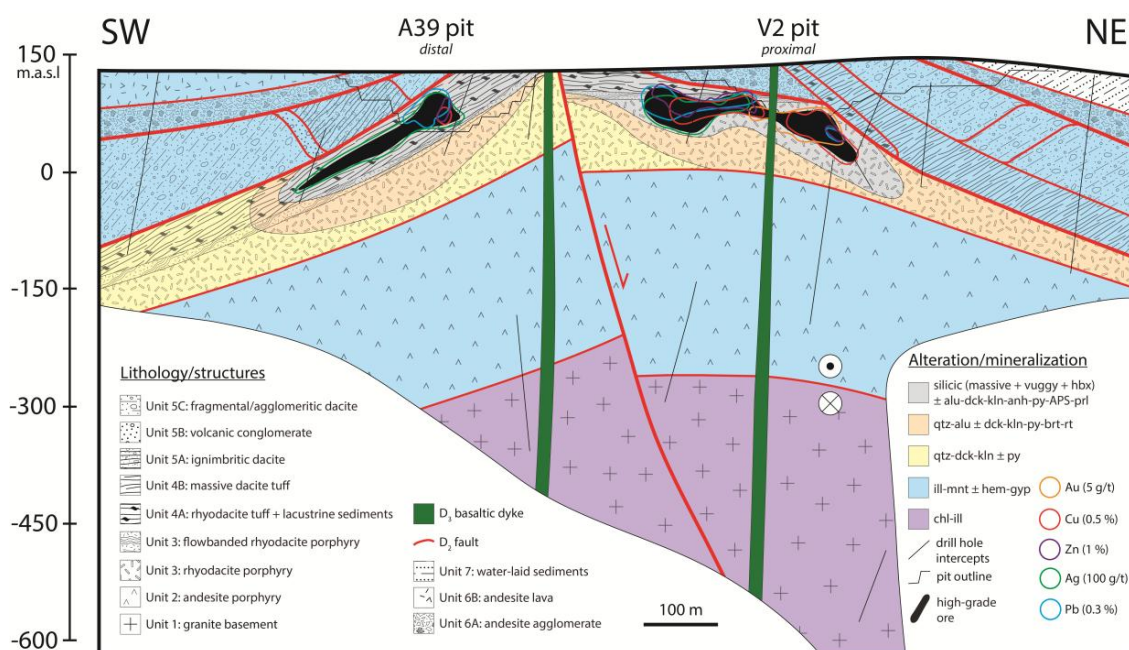 SW
A39 pit
distal
V2 pit
proximal
NE
150
m.a.s.l
0
-150
-300
-450
-600
Lithology/structures
Unit 5C: fragmental/agglomeritic dacite
Unit 5B: volcanic conglomerate
Unit 5A: ignimbritic dacite
Unit 4B: massive dacite tuff
Unit 4A: rhyodacite tuff + lacustrine sediments
Unit 3: flowbanded rhyodacite porphyry
Unit 3: rhyodacite porphyry
Unit 2: andesite porphyry
Unit 1: granite basement
D₃ basaltic dyke
D₂ fault
Unit 7: water-laid sediments
Unit 6B: andesite lava
Unit 6A: andesite agglomerate
100 m
Alteration/mineralization
silicic (massive + vuggy + hbx)
± alu-dck-kln-anh-py-APS-prl
qtz-alu ± dck-kln-py-brt-rt
qtz-dck-kln ± py
ill-mnt ± hem-gyp
chl-ill
drill hole
intercepts
pit outline
high-grade
ore
Au (5 g/t)
Cu (0.5 %)
Zn (1 %)
Ag (100 g/t)
Pb (0.3 %)